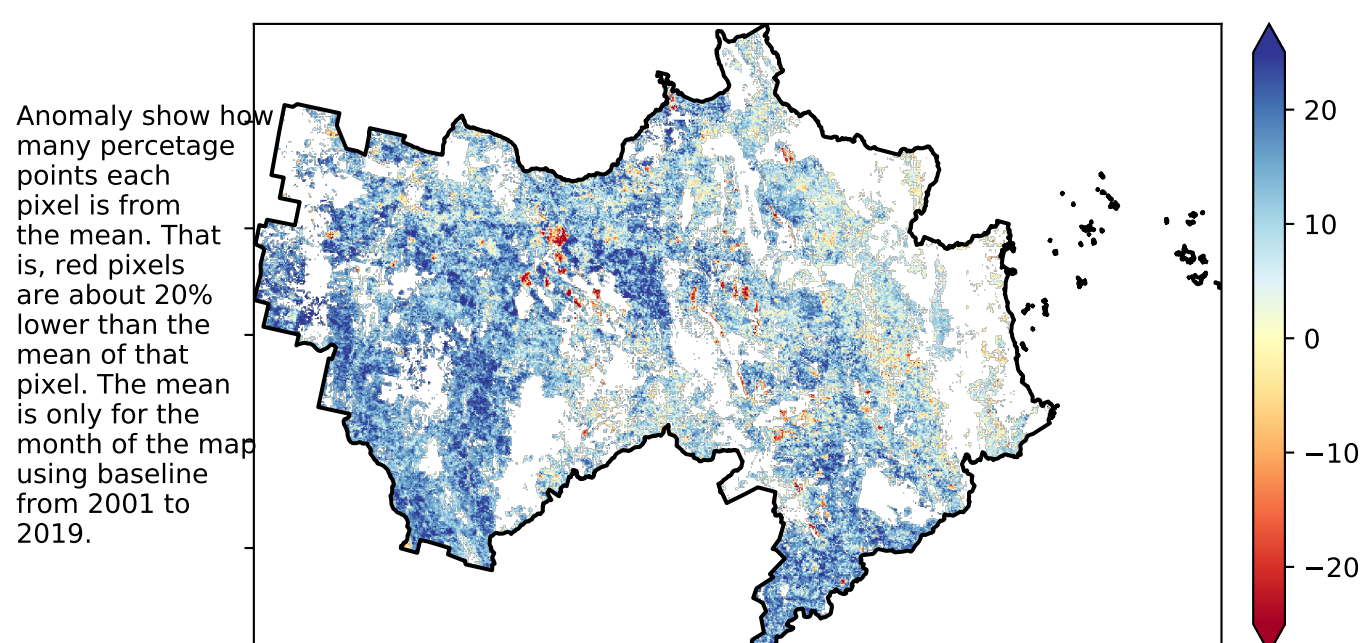 Anomaly show how
many percetage
points each
pixel is from
the mean. That
is, red pixels
are about 20%
lower than the
mean of that
pixel. The mean
is only for the
month of the map
using baseline
from 2001 to
2019.
20
10
0
−10
−20